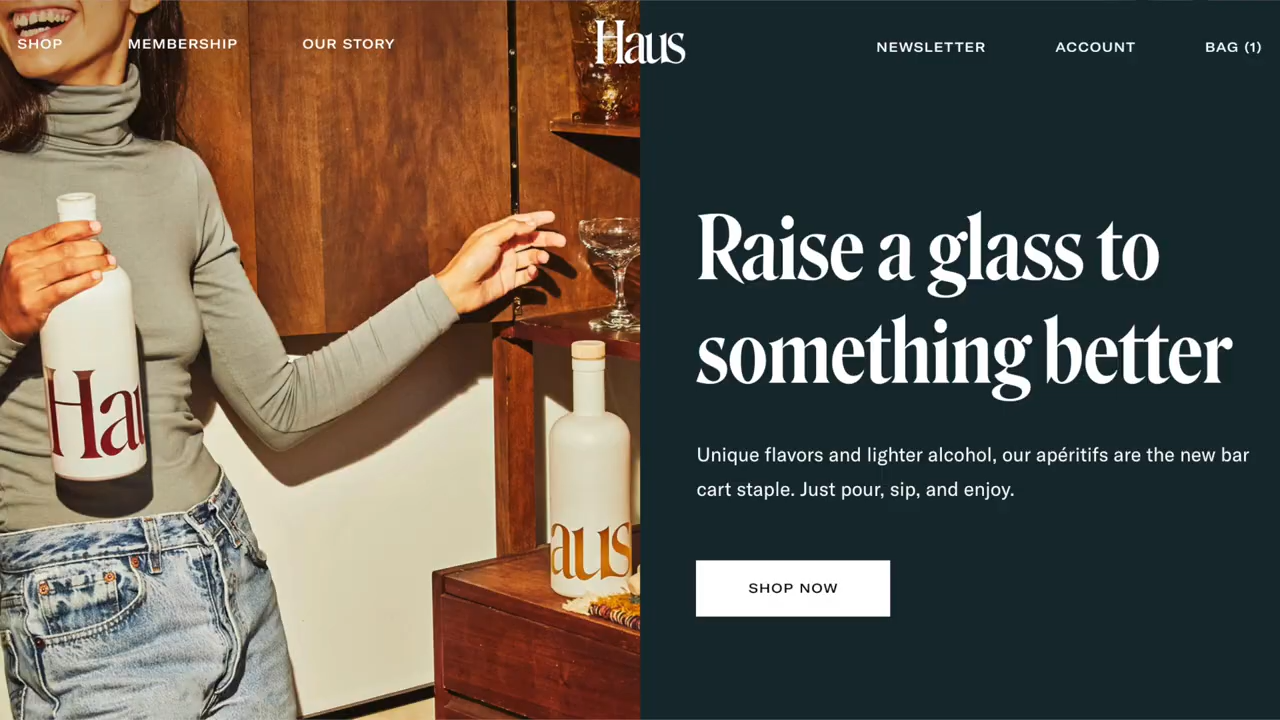 SHOP
MEMBERSHIP
OUR STORY
Haus
NEWSLETTER
ACCOUNT
BAG (1)
Raise a glass to
something better
Unique flavors and lighter alcohol, our apéritifs are the new bar
cart staple. Just pour, sip, and enjoy.
SHOP NOW
Hau
aus